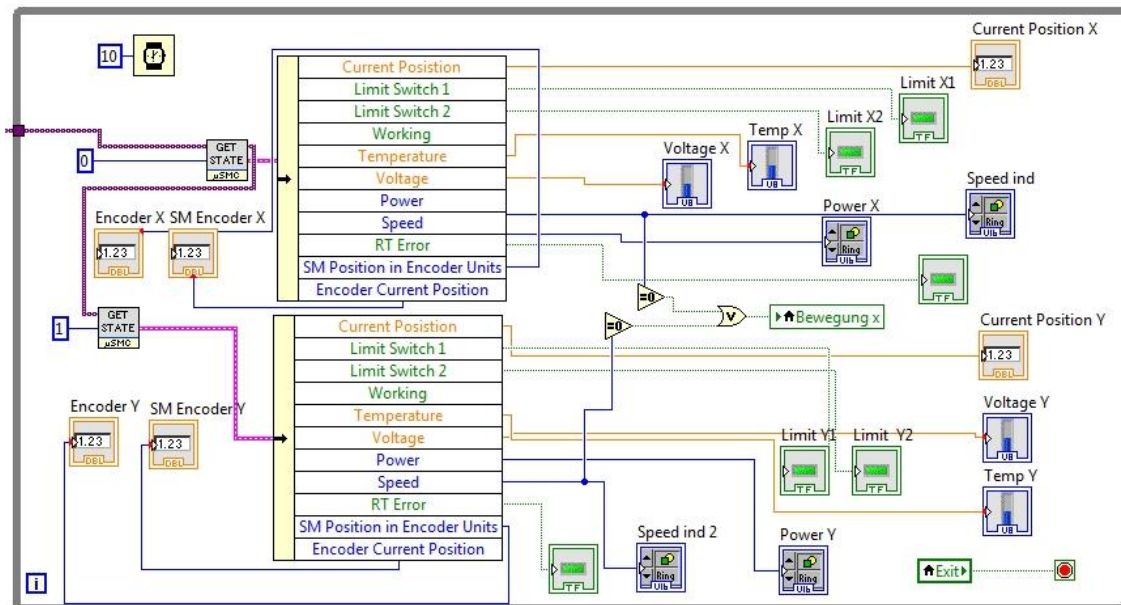 Current Position X
10
1.23
DBL
Current Posistion
Limit Switch 1
Limit X1
Limit Switch 2
Limit X2
TF
Working
Temp X
GET
STATE
µSMC
0
Temperature
Voltage X
TF
Voltage
U8
Speed ind
Power
U8
Power X
Ring
U16
Encoder X
SM Encoder X
Speed
Ring
U16
1.23
DBL
1.23
DBL
RT Error
SM Position in Encoder Units
TF
Encoder Current Position
=0
GET
STATE
µSMC
1
=0
V
Bewegung x
Current Position Y
Current Posistion
1.23
DBL
Limit Switch 1
Limit Switch 2
Working
Encoder Y
SM Encoder Y
Temperature
Voltage Y
1.23
DBL
1.23
DBL
Voltage
Limit Y1
Limit Y2
U8
Power
TF
TF
Temp Y
Speed
U8
RT Error
SM Position in Encoder Units
Speed ind 2
Power Y
Encoder Current Position
TF
Ring
U16
Ring
U16
Exit
i